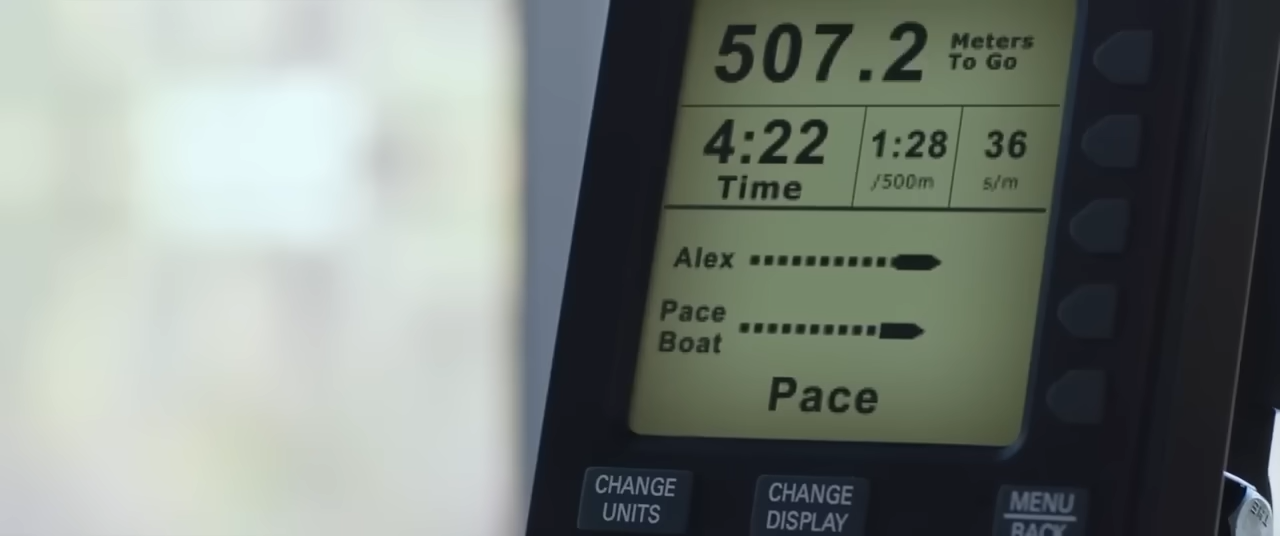 507.2 Meters
To Go
4:22 1:28 36
Time /500m s/m
Alex
Pace
Boat
Pace
CHANGE
UNITS
CHANGE
DISPLAY
MENU
BACK